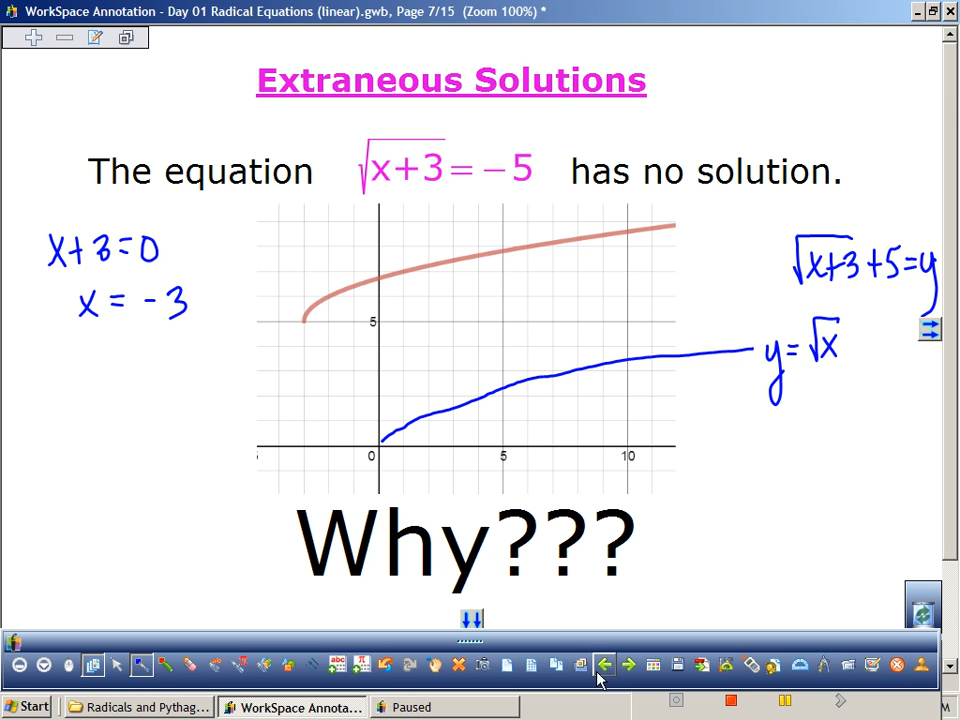 WorkSpace Annotation - Day 01 Radical Equations (linear).gwb, Page 7/15 (Zoom 100%) *
Extraneous Solutions
The equation √x+3 = −5 has no solution.
x+3=0
x = -3
√x+3 +5=y
y = √x
5
0
5
10
Why???
abc
π
Start
Radicals and Pythag...
WorkSpace Annota...
Paused
M